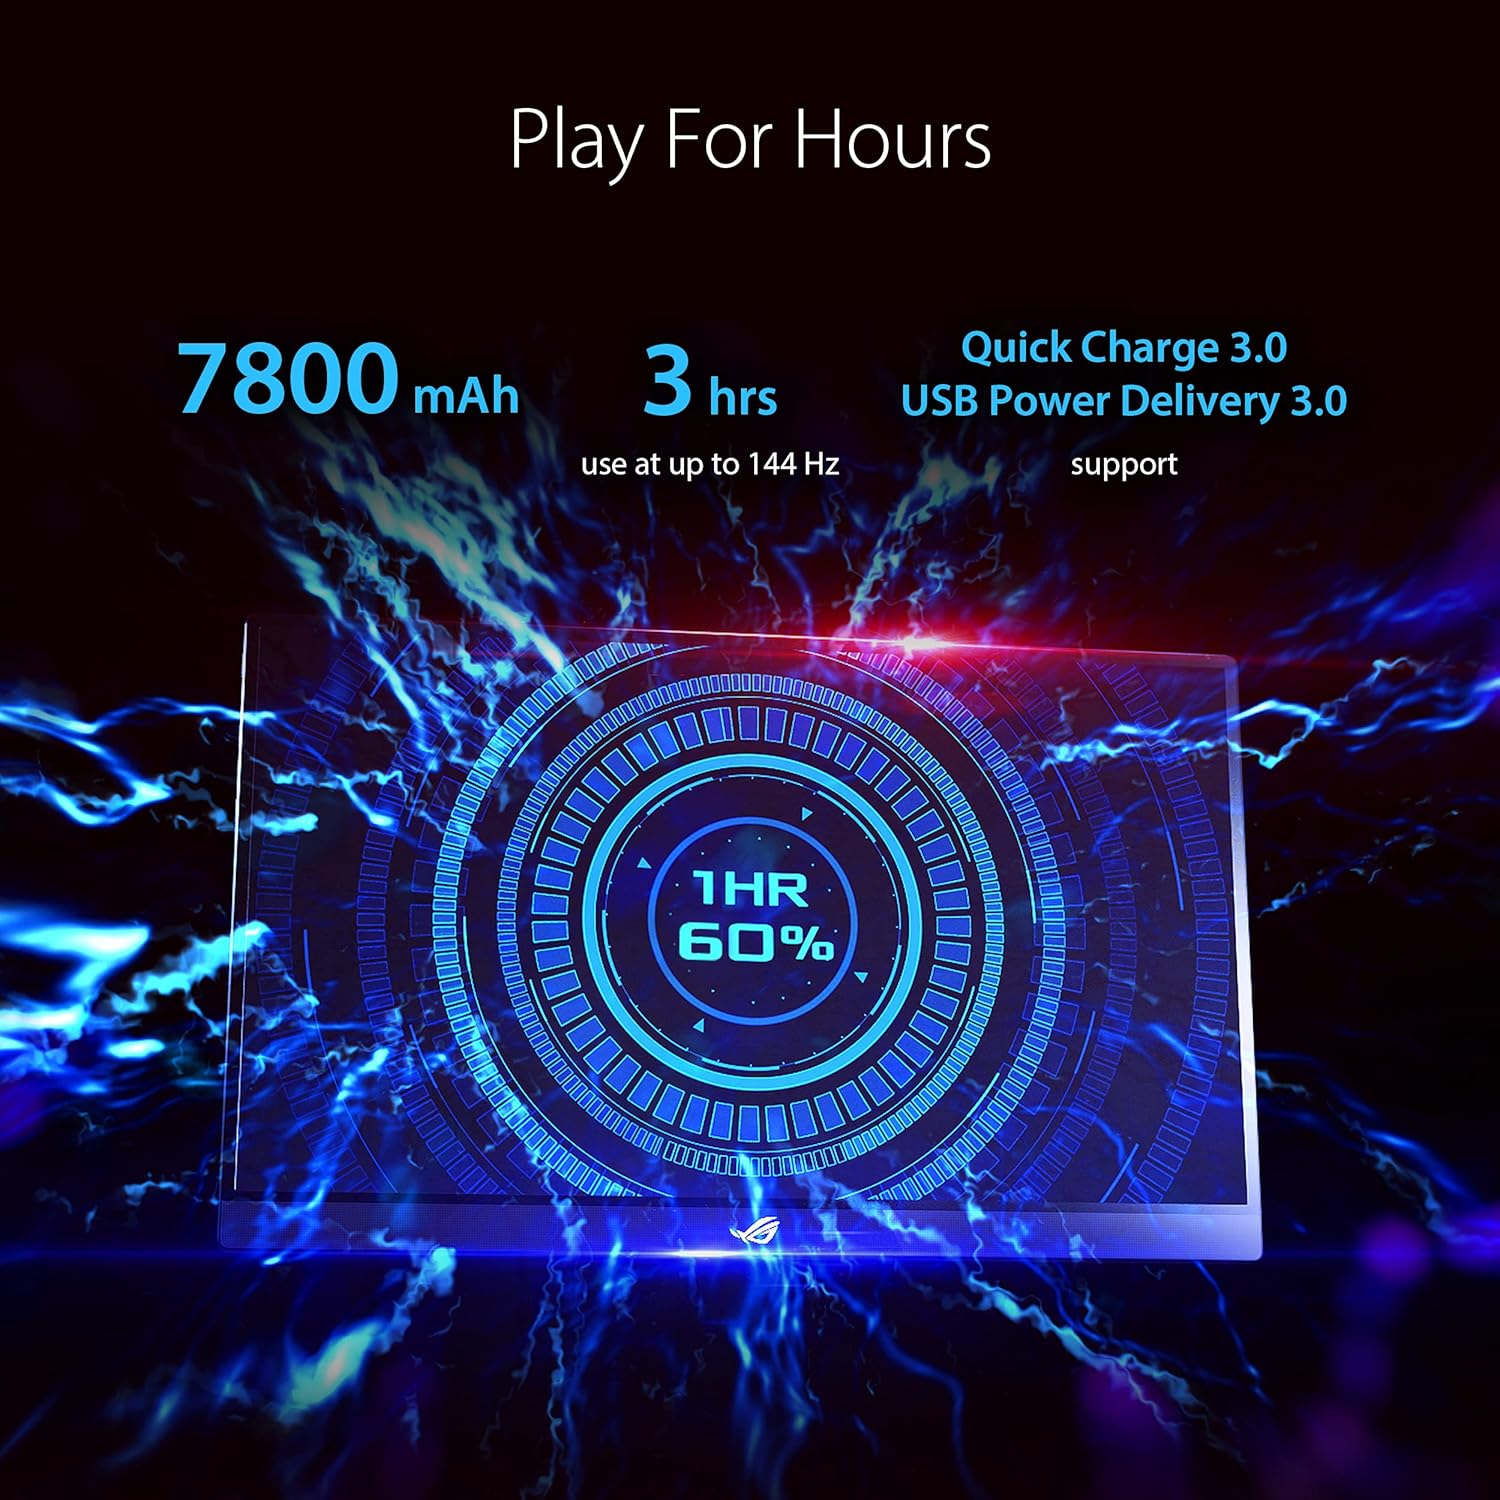 Play For Hours
7800 mAh
3 hrs
use at up to 144 Hz
Quick Charge 3.0
USB Power Delivery 3.0
support
1HR
60%